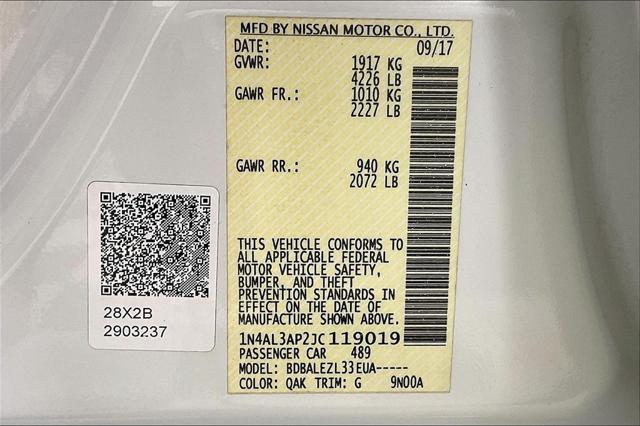 MFD BY NISSAN MOTOR CO., LTD.
DATE: 09/17
GVWR: 1917 KG
4226 LB
GAWR FR.: 1010 KG
2227 LB
GAWR RR.: 940 KG
2072 LB
THIS VEHICLE CONFORMS TO
ALL APPLICABLE FEDERAL
MOTOR VEHICLE SAFETY,
BUMPER, AND THEFT
PREVENTION STANDARDS IN
EFFECT ON THE DATE OF
MANUFACTURE SHOWN ABOVE.
1N4AL3AP2JC119019
PASSENGER CAR 489
MODEL: BDBALEZL33EUA-----
COLOR: QAK TRIM: G 9N00A
28X2B
2903237